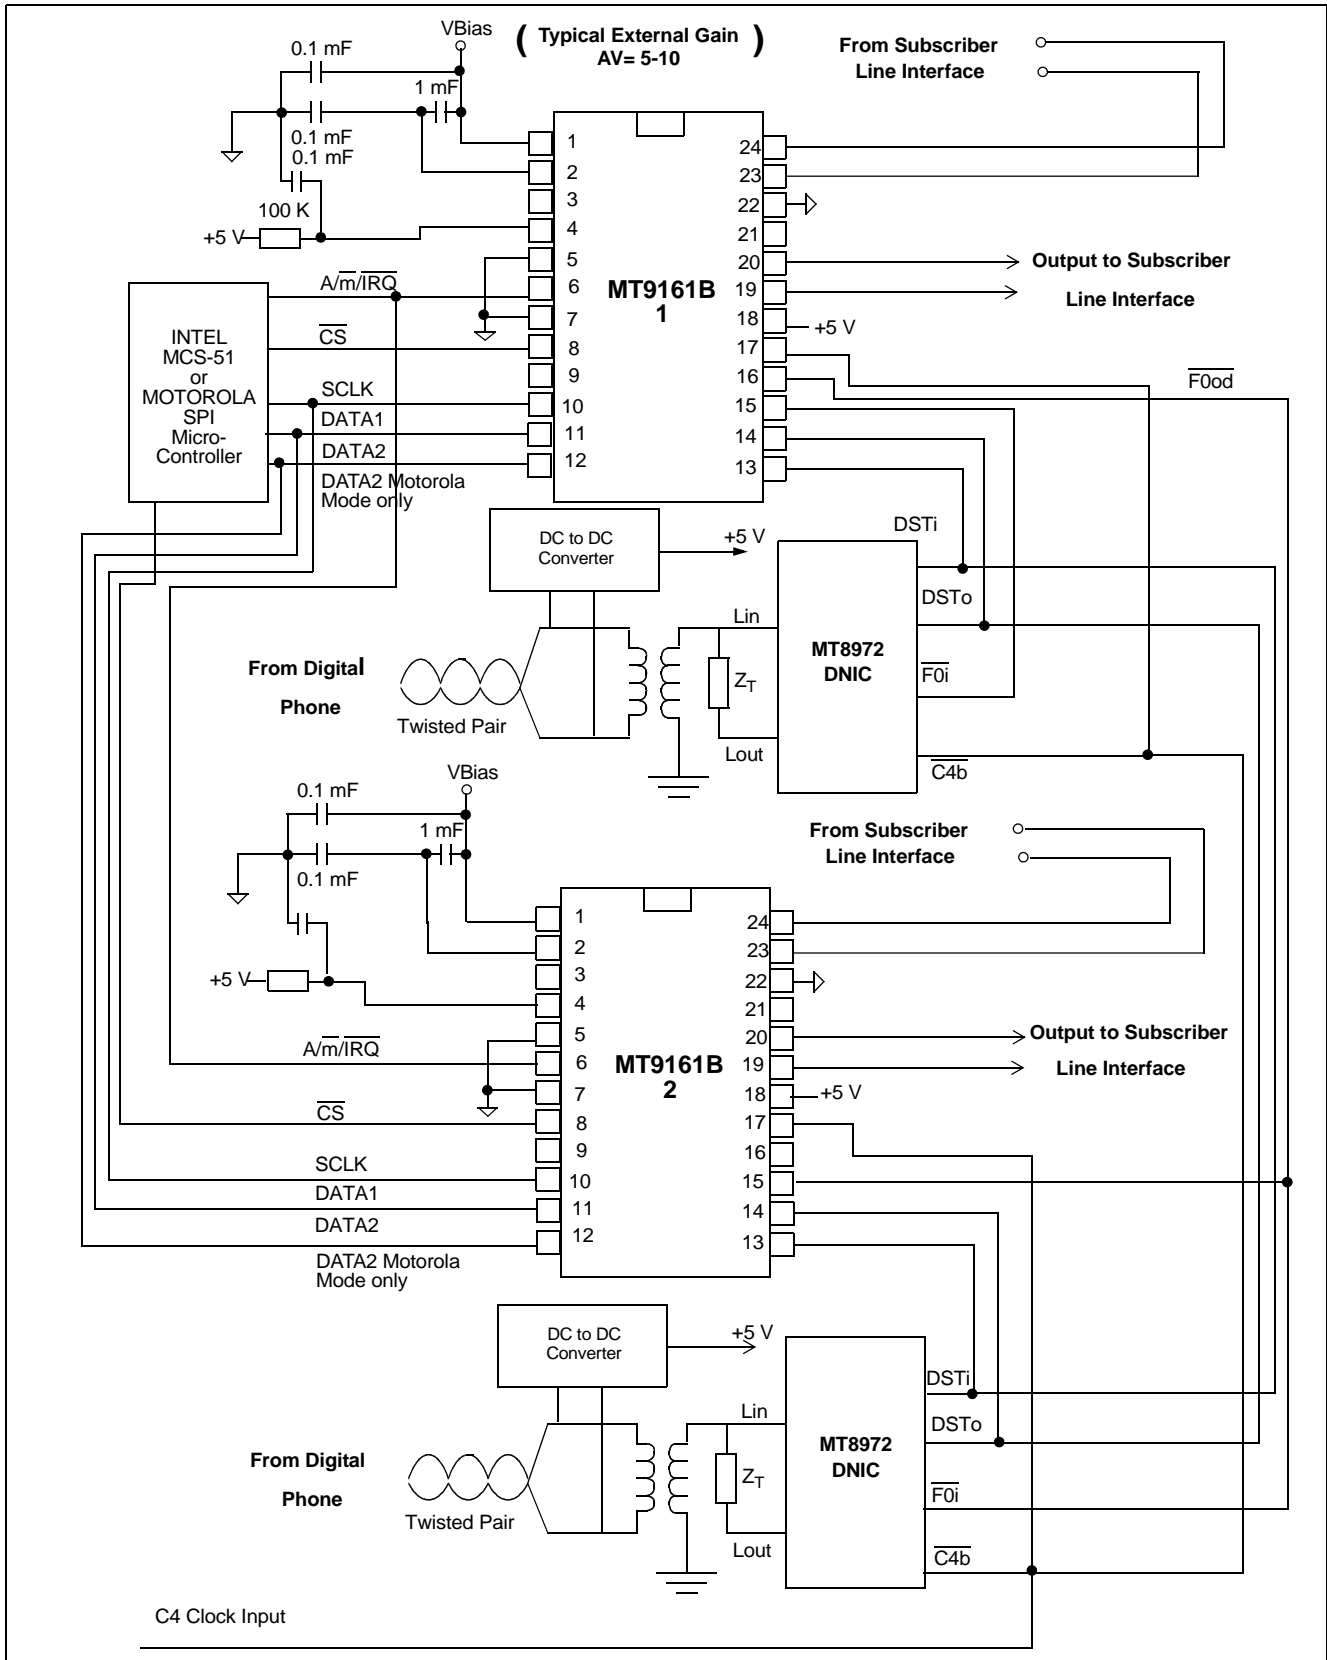 VBias
( Typical External Gain )
AV= 5-10
0.1 mF
1 mF
0.1 mF
0.1 mF
100 K
+5 V
From Subscriber
Line Interface
1
2
3
4
5
6
7
8
9
10
11
12
MT9161B
1
24
23
22
21
20
19
18
17
16
15
14
13
Output to Subscriber
Line Interface
+5 V
F0od
A/m/IRQ
CS
SCLK
DATA1
DATA2
DATA2 Motorola
Mode only
INTEL
MCS-51
or
MOTOROLA
SPI
Micro-
Controller
DC to DC
Converter
+5 V
From Digital
Phone
Twisted Pair
Lin
ZT
Lout
MT8972
DNIC
DSTi
DSTo
F0i
C4b
VBias
0.1 mF
1 mF
0.1 mF
+5 V
From Subscriber
Line Interface
1
2
3
4
5
6
7
8
9
10
11
12
MT9161B
2
24
23
22
21
20
19
18
17
16
15
14
13
Output to Subscriber
Line Interface
+5 V
A/m/IRQ
CS
SCLK
DATA1
DATA2
DATA2 Motorola
Mode only
DC to DC
Converter
+5 V
From Digital
Phone
Twisted Pair
Lin
ZT
Lout
MT8972
DNIC
DSTi
DSTo
F0i
C4b
C4 Clock Input